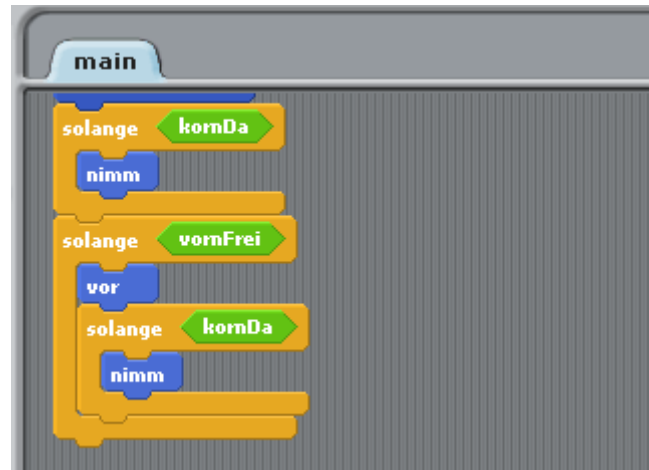 main
solange kornDa
nimm
solange vornFrei
vor
solange kornDa
nimm